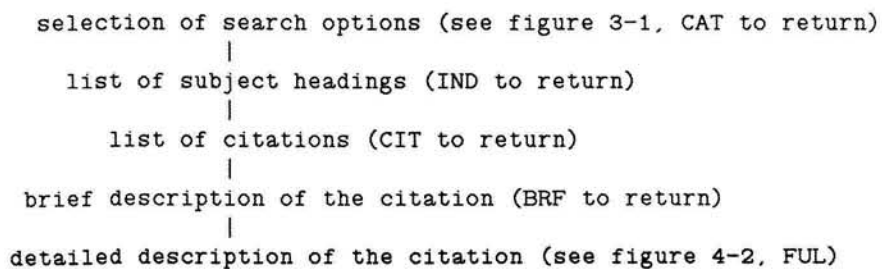 selection of search options (see figure 3-1, CAT to return)
|
list of subject headings (IND to return)
|
list of citations (CIT to return)
|
brief description of the citation (BRF to return)
|
detailed description of the citation (see figure 4-2, FUL)